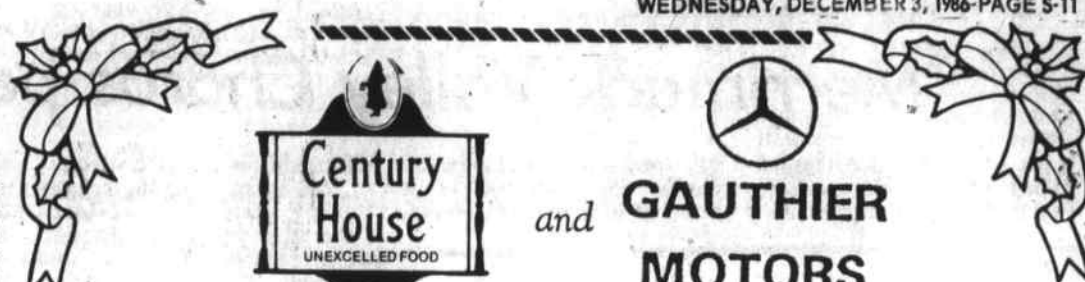 WEDNESDAY, DECEMBER 3, 1986-PAGE S-11
Century
House
UNEXCELLED FOOD
and
GAUTHIER
MOTORS